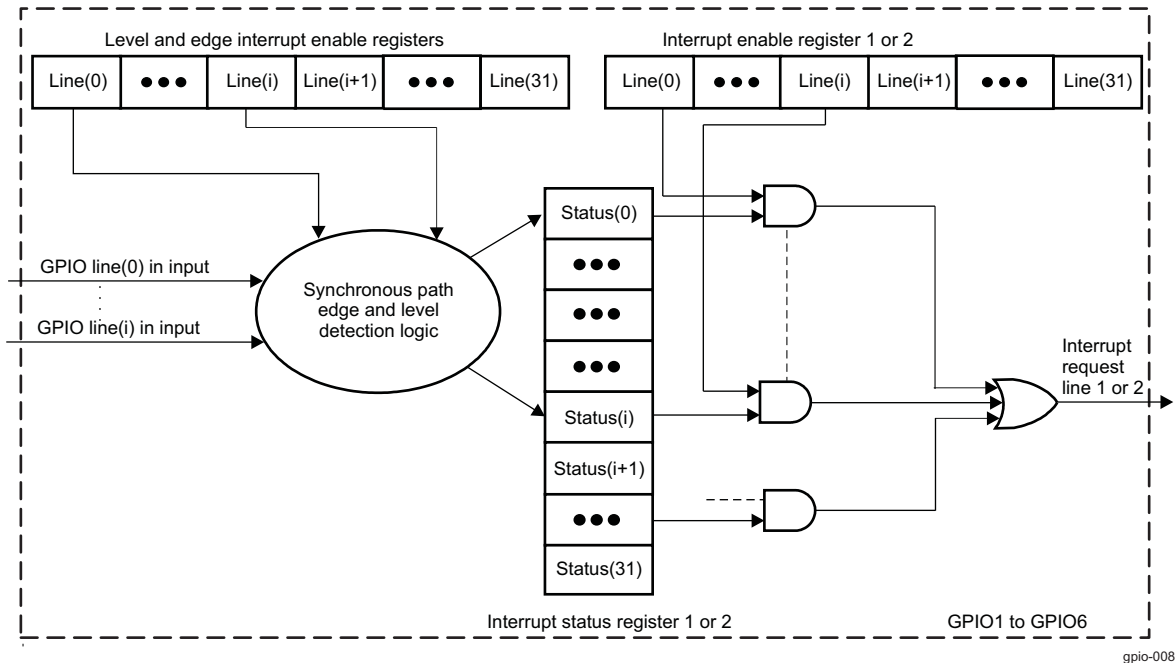 Level and edge interrupt enable registers
Interrupt enable register 1 or 2
Line(0) ●●● Line(i) Line(i+1) ●●● Line(31)
Line(0) ●●● Line(i) Line(i+1) ●●● Line(31)
Status(0)
●●●
●●●
●●●
Status(i)
Status(i+1)
●●●
Status(31)
GPIO line(0) in input
GPIO line(i) in input
Synchronous path
edge and level
detection logic
Interrupt
request
line 1 or 2
Interrupt status register 1 or 2
GPIO1 to GPIO6
gpio-008